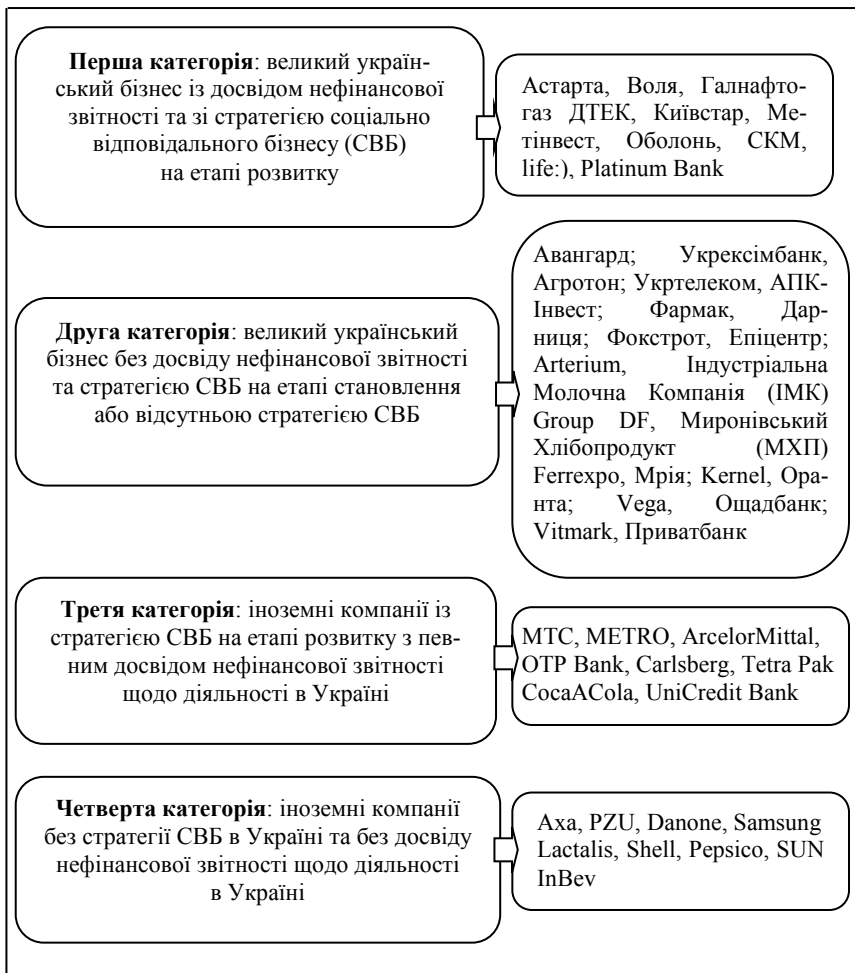 Перша категорія: великий україн-
ський бізнес із досвідом нефінансової
звітності та зі стратегією соціально
відповідального бізнесу (СВБ)
на етапі розвитку
Астарта, Воля, Галнафто-
газ ДТЕК, Київстар, Ме-
тінвест, Оболонь, СКМ,
life:), Platinum Bank
Друга категорія: великий український
бізнес без досвіду нефінансової звітності
та стратегією СВБ на етапі становлення
або відсутньою стратегією СВБ
Авангард; Укрексімбанк,
Агротон; Укртелеком, АПК-
Інвест; Фармак, Дар-
ниця; Фокстрот, Епіцентр;
Arterium, Індустріальна
Молочна Компанія (ІМК)
Group DF, Миронівський
Хлібопродукт (МХП)
Ferrexpo, Мрія; Kernel, Ора-
нта; Vega, Ощадбанк;
Vitmark, Приватбанк
Третя категорія: іноземні компанії із
стратегією СВБ на етапі розвитку з пев-
ним досвідом нефінансової звітності
щодо діяльності в Україні
МТС, METRO, ArcelorMittal,
OTP Bank, Carlsberg, Tetra Pak
CocaACola, UniCredit Bank
Четверта категорія: іноземні компанії
без стратегії СВБ в Україні та без досвіду
нефінансової звітності щодо діяльності
в Україні
Axa, PZU, Danone, Samsung
Lactalis, Shell, Pepsico, SUN
InBev